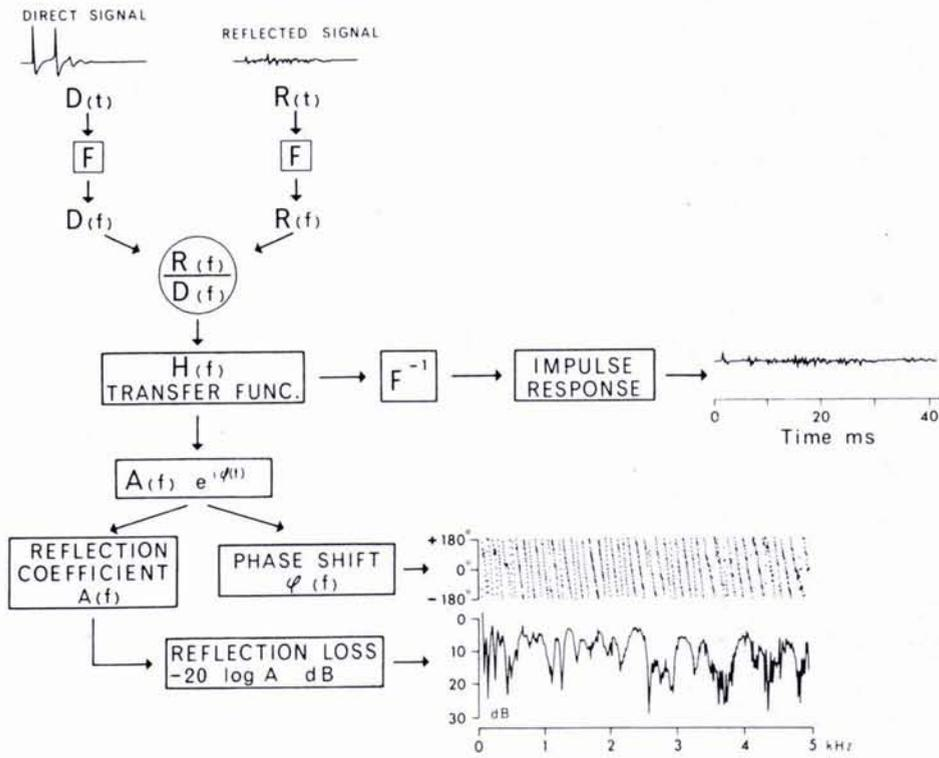 DIRECT SIGNAL
REFLECTED SIGNAL
D(t)
R(t)
F
F
D(f)
R(f)
R(f)
D(f)
H(f)
TRANSFER FUNC.
F⁻¹
IMPULSE
RESPONSE
0 20 40
Time ms
A(f) e^iφ(f)
REFLECTION
COEFFICIENT
A(f)
PHASE SHIFT
φ(f)
+180°
0°
-180°
REFLECTION LOSS
-20 log A dB
0
10
20
30
dB
0 1 2 3 4 5 kHz